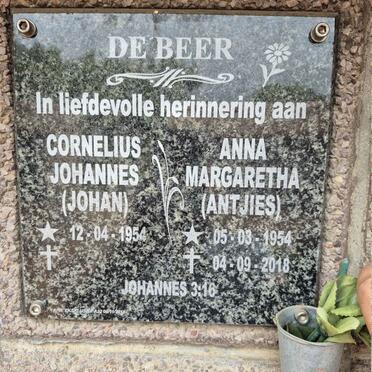 DE BEER
In liefdevolle herinnering aan
CORNELIUS
JOHANNES
(JOHAN)
12-04-1954
ANNA
MARGARETHA
(ANTJIES)
05-03-1954
04-09-2018
JOHANNES 3:16